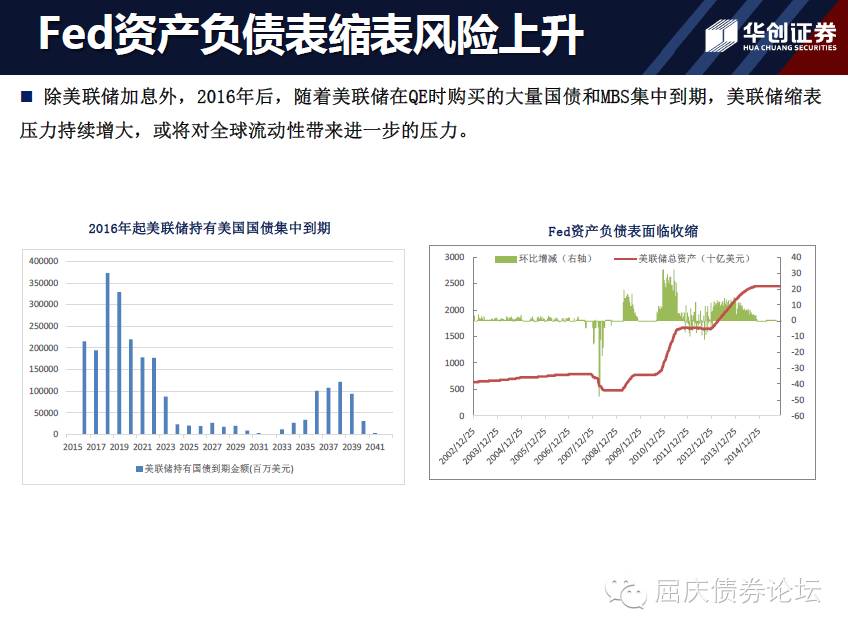 Fed资产负债表缩表风险上升
华创证券
HUA CHUANG SECURITIES
■ 除美联储加息外，2016年后，随着美联储在QE时购买的大量国债和MBS集中到期，美联储缩表
压力持续增大，或将对全球流动性带来进一步的压力。
2016年起美联储持有美国国债集中到期
400000
350000
300000
250000
200000
150000
100000
50000
0
2015 2017 2019 2021 2023 2025 2027 2029 2031 2033 2035 2037 2039 2041
美联储持有国债到期金额(百万美元)
Fed资产负债表面临收缩
环比增减（右轴） 美联储总资产（十亿美元）
3000
2500
2000
1500
1000
500
0
40
30
20
10
0
-10
-20
-30
-40
-50
-60
2002/12/25 2003/12/25 2004/12/25 2005/12/25 2006/12/25 2007/12/25 2008/12/25 2009/12/25 2010/12/25 2011/12/25 2012/12/25 2013/12/25 2014/12/25
屈庆债券论坛